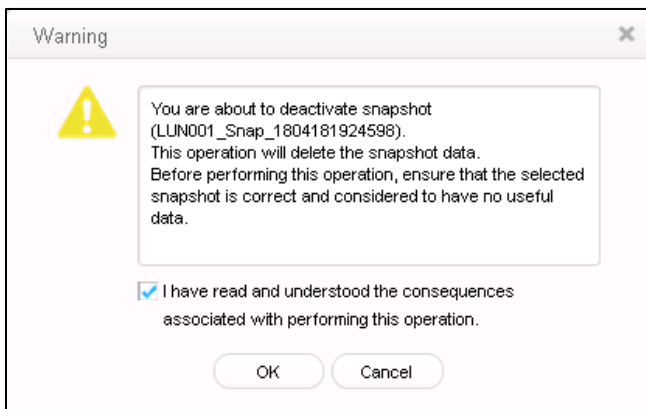 Warning
You are about to deactivate snapshot
(LUN001_Snap_1804181924598).
This operation will delete the snapshot data.
Before performing this operation, ensure that the selected
snapshot is correct and considered to have no useful
data.
I have read and understood the consequences
associated with performing this operation.
OK
Cancel